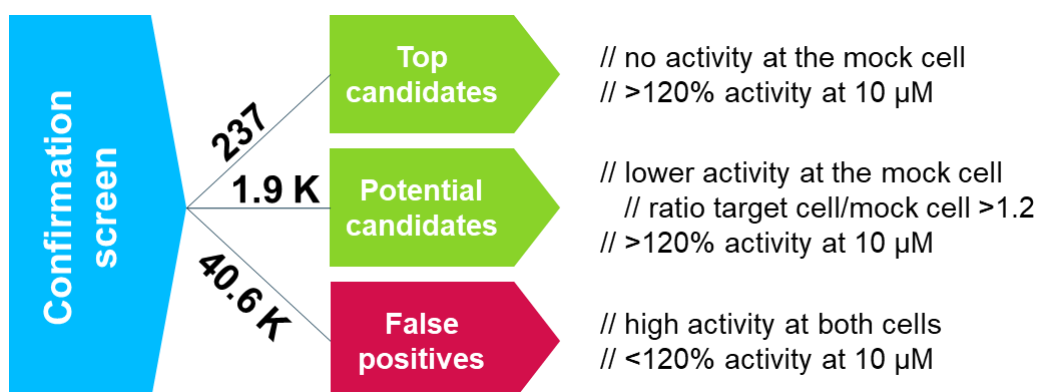 Confirmation
screen
237
Top
candidates
// no activity at the mock cell
// >120% activity at 10 µM
1.9 K
Potential
candidates
// lower activity at the mock cell
// ratio target cell/mock cell >1.2
// >120% activity at 10 µM
40.6 K
False
positives
// high activity at both cells
// <120% activity at 10 µM